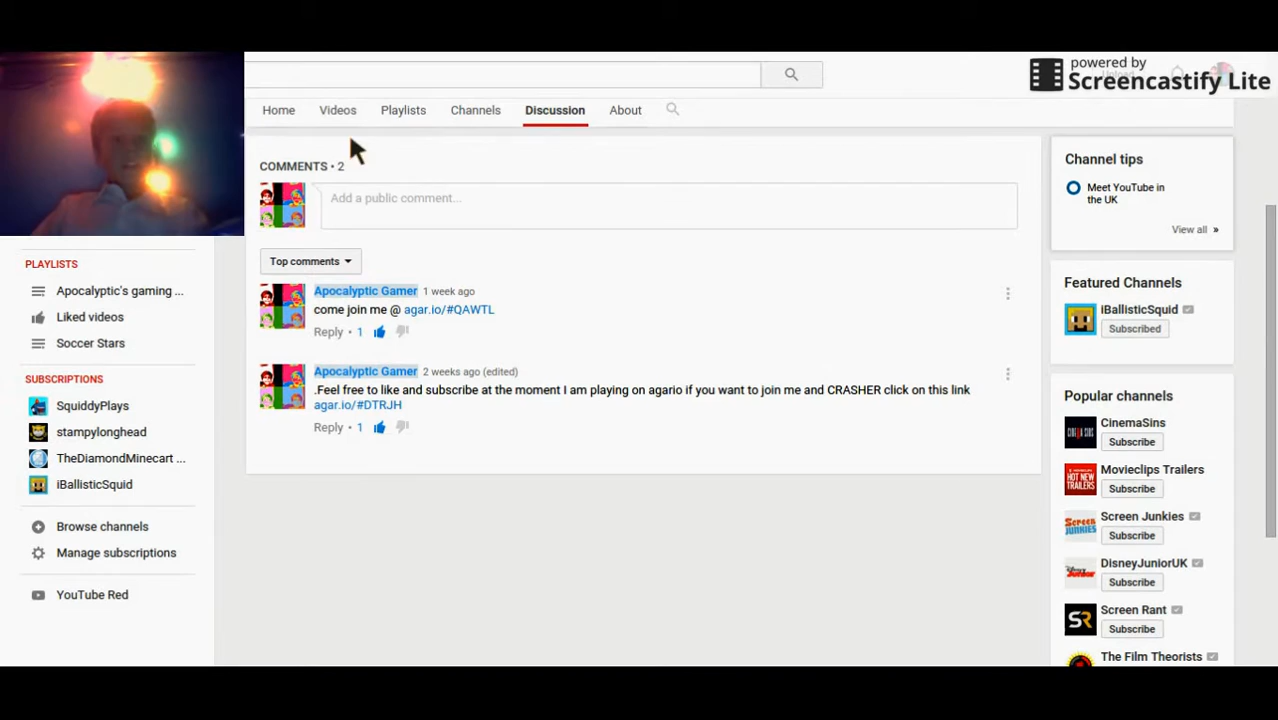 powered by
Screencastify Lite
Home Videos Playlists Channels Discussion About
COMMENTS • 2
Add a public comment...
Top comments
Apocalyptic Gamer 1 week ago
come join me @ agar.io/#QAWTL
Reply • 1
Apocalyptic Gamer 2 weeks ago (edited)
.Feel free to like and subscribe at the moment I am playing on agario if you want to join me and CRASHER click on this link
agar.io/#DTRJH
Reply • 1
PLAYLISTS
Apocalyptic's gaming ...
Liked videos
Soccer Stars
SUBSCRIPTIONS
SquiddyPlays
stampylonghead
TheDiamondMinecart ...
iBallisticSquid
Browse channels
Manage subscriptions
YouTube Red
Channel tips
Meet YouTube in
the UK
View all »
Featured Channels
iBallisticSquid
Subscribed
Popular channels
CinemaSins
Subscribe
Movieclips Trailers
Subscribe
Screen Junkies
Subscribe
DisneyJuniorUK
Subscribe
Screen Rant
Subscribe
The Film Theorists